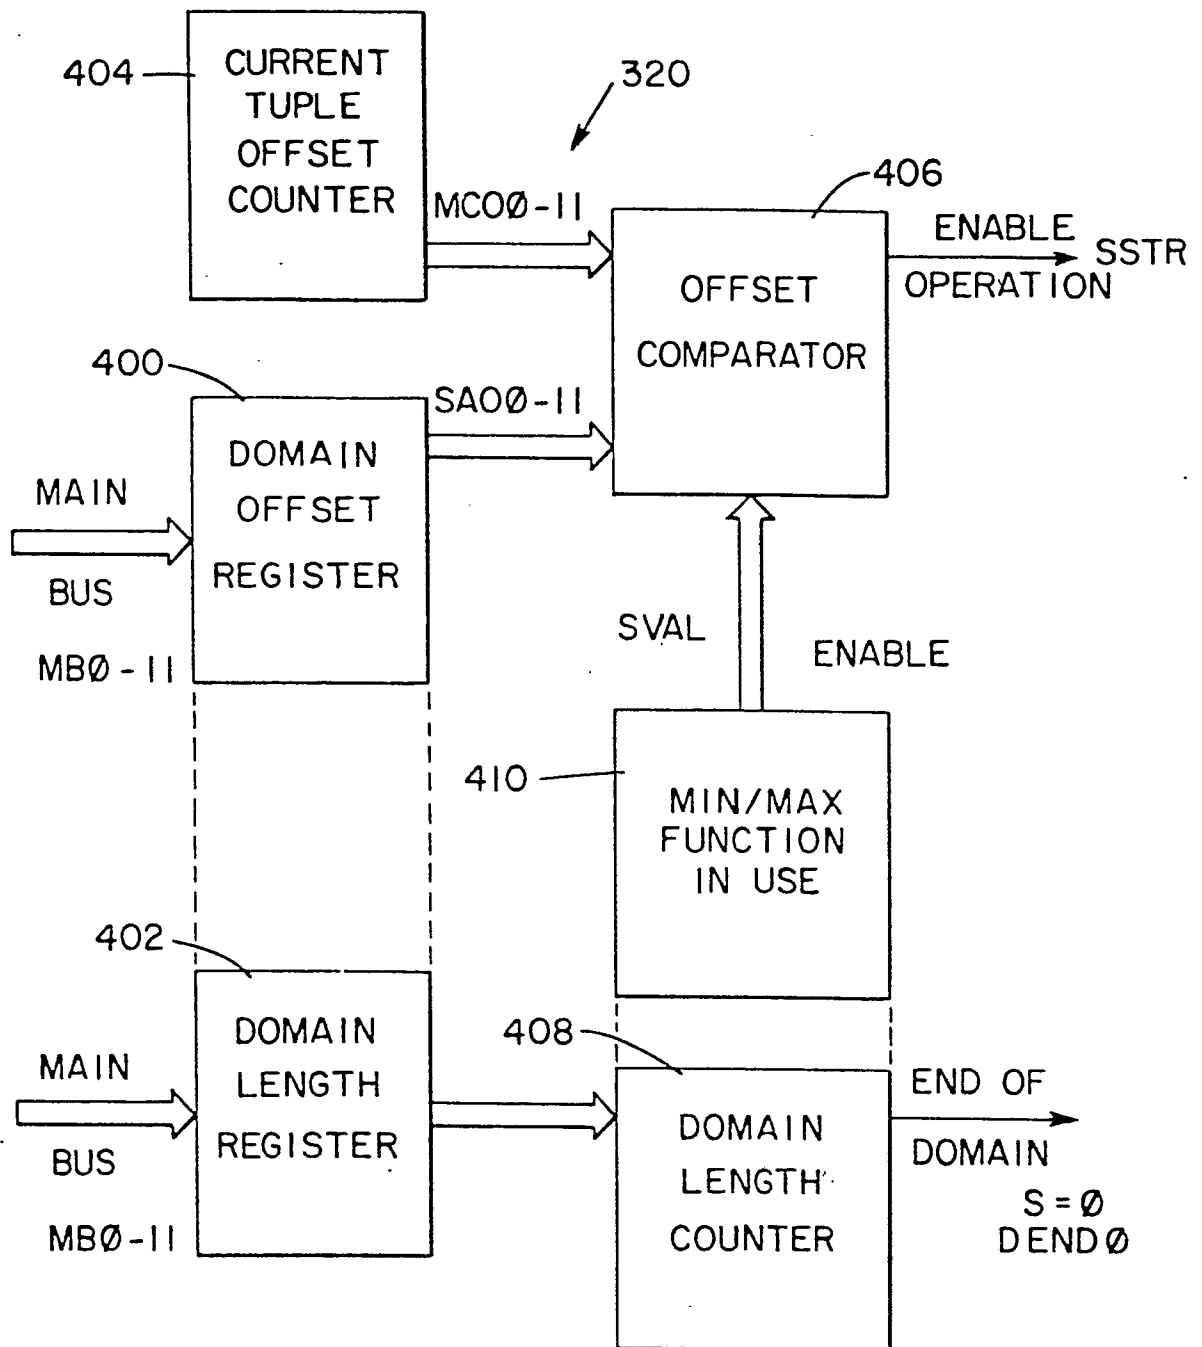 404
CURRENT
TUPLE
OFFSET
COUNTER
320
MCO0̸-11
406
OFFSET
COMPARATOR
ENABLE
OPERATION
SSTR
400
SAO0̸-11
DOMAIN
OFFSET
REGISTER
MAIN
BUS
MB0̸-11
SVAL
ENABLE
410
MIN/MAX
FUNCTION
IN USE
402
DOMAIN
LENGTH
REGISTER
MAIN
BUS
MB0̸-11
408
DOMAIN
LENGTH
COUNTER
END OF
DOMAIN
S=0̸
DEND0̸